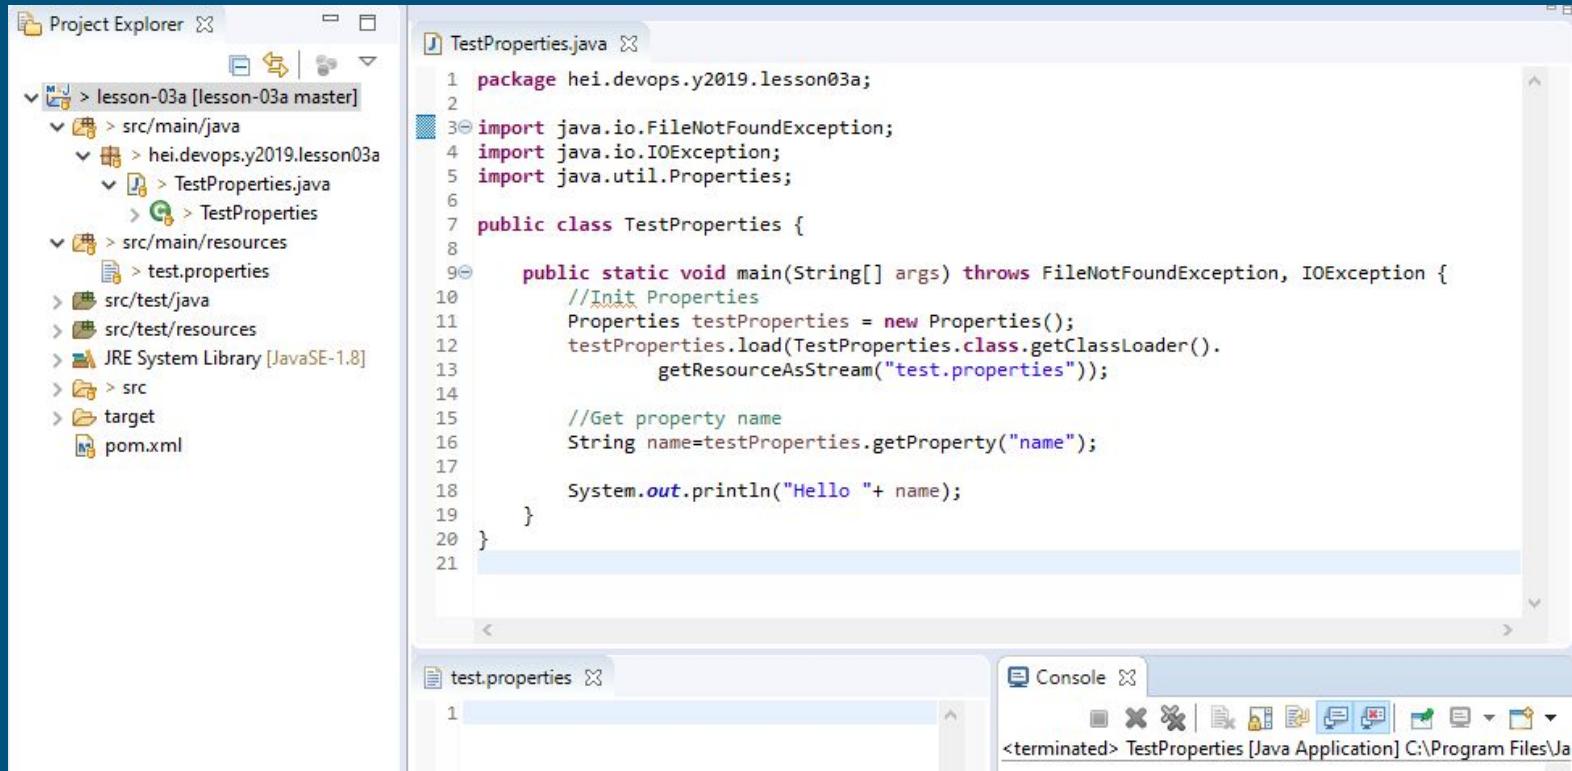 Project Explorer
> lesson-03a [lesson-03a master]
> src/main/java
> hei.devops.y2019.lesson03a
> TestProperties.java
> TestProperties
> src/main/resources
> test.properties
src/test/java
src/test/resources
JRE System Library [JavaSE-1.8]
> src
target
pom.xml
TestProperties.java
1 package hei.devops.y2019.lesson03a;
2
3 import java.io.FileNotFoundException;
4 import java.io.IOException;
5 import java.util.Properties;
6
7 public class TestProperties {
8
9 public static void main(String[] args) throws FileNotFoundException, IOException {
10 //Init Properties
11 Properties testProperties = new Properties();
12 testProperties.load(TestProperties.class.getClassLoader().
13 getResourceAsStream("test.properties"));
14
15 //Get property name
16 String name=testProperties.getProperty("name");
17
18 System.out.println("Hello "+ name);
19 }
20 }
21
test.properties
1
Console
<terminated> TestProperties [Java Application] C:\Program Files\Ja